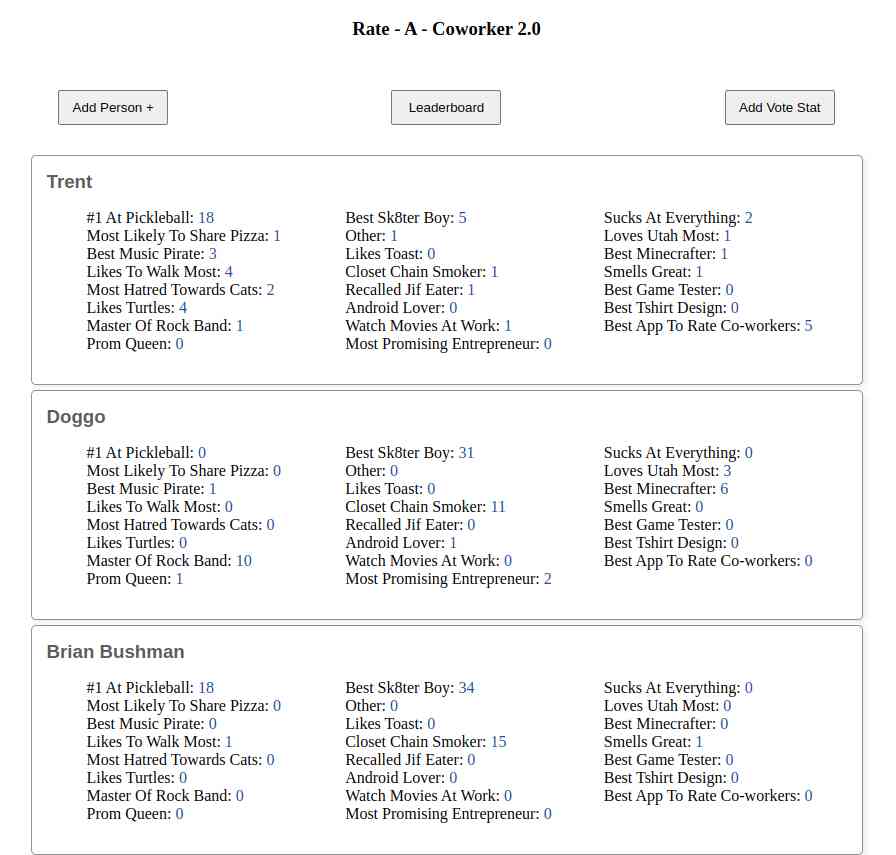 Rate - A - Coworker 2.0
Add Person +
Leaderboard
Add Vote Stat
Trent
#1 At Pickleball: 18
Most Likely To Share Pizza: 1
Best Music Pirate: 3
Likes To Walk Most: 4
Most Hatred Towards Cats: 2
Likes Turtles: 4
Master Of Rock Band: 1
Prom Queen: 0
Best Sk8ter Boy: 5
Other: 1
Likes Toast: 0
Closet Chain Smoker: 1
Recalled Jif Eater: 1
Android Lover: 0
Watch Movies At Work: 1
Most Promising Entrepreneur: 0
Sucks At Everything: 2
Loves Utah Most: 1
Best Minecrafter: 1
Smells Great: 1
Best Game Tester: 0
Best Tshirt Design: 0
Best App To Rate Co-workers: 5
Doggo
#1 At Pickleball: 0
Most Likely To Share Pizza: 0
Best Music Pirate: 1
Likes To Walk Most: 0
Most Hatred Towards Cats: 0
Likes Turtles: 0
Master Of Rock Band: 10
Prom Queen: 1
Best Sk8ter Boy: 31
Other: 0
Likes Toast: 0
Closet Chain Smoker: 11
Recalled Jif Eater: 0
Android Lover: 1
Watch Movies At Work: 0
Most Promising Entrepreneur: 2
Sucks At Everything: 0
Loves Utah Most: 3
Best Minecrafter: 6
Smells Great: 0
Best Game Tester: 0
Best Tshirt Design: 0
Best App To Rate Co-workers: 0
Brian Bushman
#1 At Pickleball: 18
Most Likely To Share Pizza: 0
Best Music Pirate: 0
Likes To Walk Most: 1
Most Hatred Towards Cats: 0
Likes Turtles: 0
Master Of Rock Band: 0
Prom Queen: 0
Best Sk8ter Boy: 34
Other: 0
Likes Toast: 0
Closet Chain Smoker: 15
Recalled Jif Eater: 0
Android Lover: 0
Watch Movies At Work: 0
Most Promising Entrepreneur: 0
Sucks At Everything: 0
Loves Utah Most: 0
Best Minecrafter: 0
Smells Great: 1
Best Game Tester: 0
Best Tshirt Design: 0
Best App To Rate Co-workers: 0